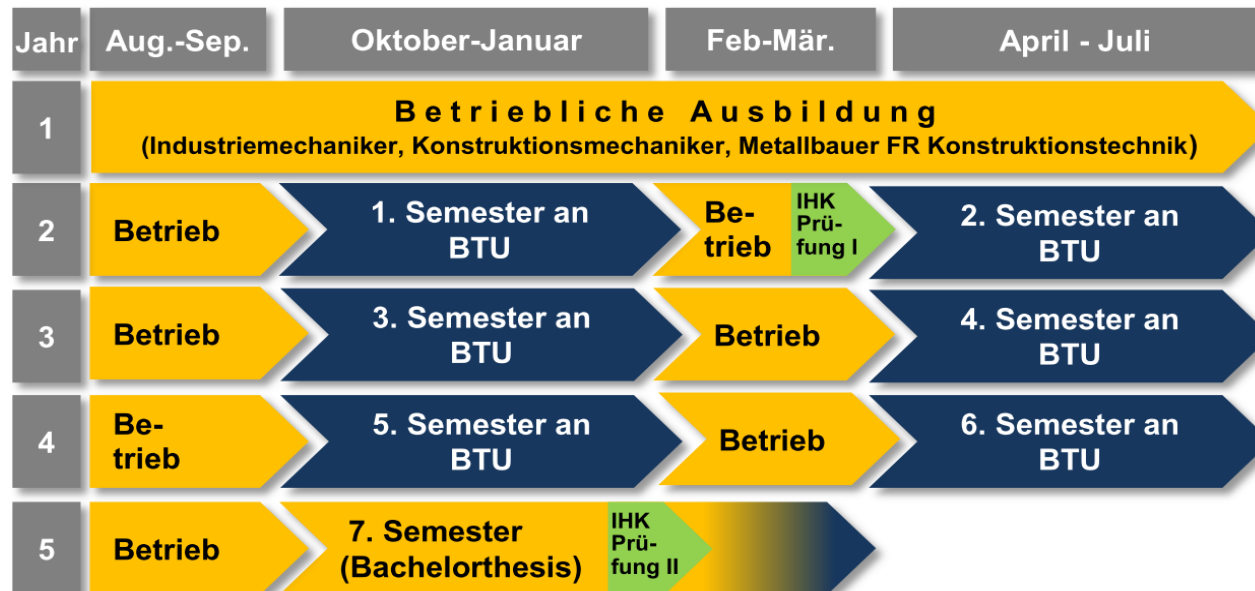 Jahr
Aug.-Sep.
Oktober-Januar
Feb-Mär.
April - Juli
1
Betriebliche Ausbildung
(Industriemechaniker, Konstruktionsmechaniker, Metallbauer FR Konstruktionstechnik)
2
Betrieb
1. Semester an
BTU
Be-
trieb
IHK
Prü-
fung I
2. Semester an
BTU
3
Betrieb
3. Semester an
BTU
Betrieb
4. Semester an
BTU
4
Be-
trieb
5. Semester an
BTU
Betrieb
6. Semester an
BTU
5
Betrieb
7. Semester
(Bachelorthesis)
IHK
Prü-
fung II